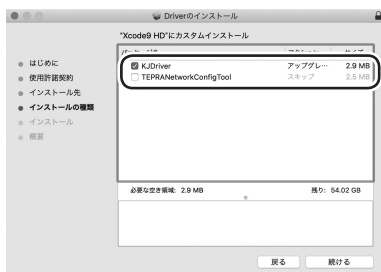 Driverのインストール
"Xcode9 HD"にカスタムインストール
はじめに
使用許諾契約
インストール先
インストールの種類
インストール
概要
KJDriver アップグレ… 2.9 MB
TEPRANetworkConfigTool スキップ 2.5 MB
必要な空き領域: 2.9 MB 残り: 54.02 GB
戻る 続ける